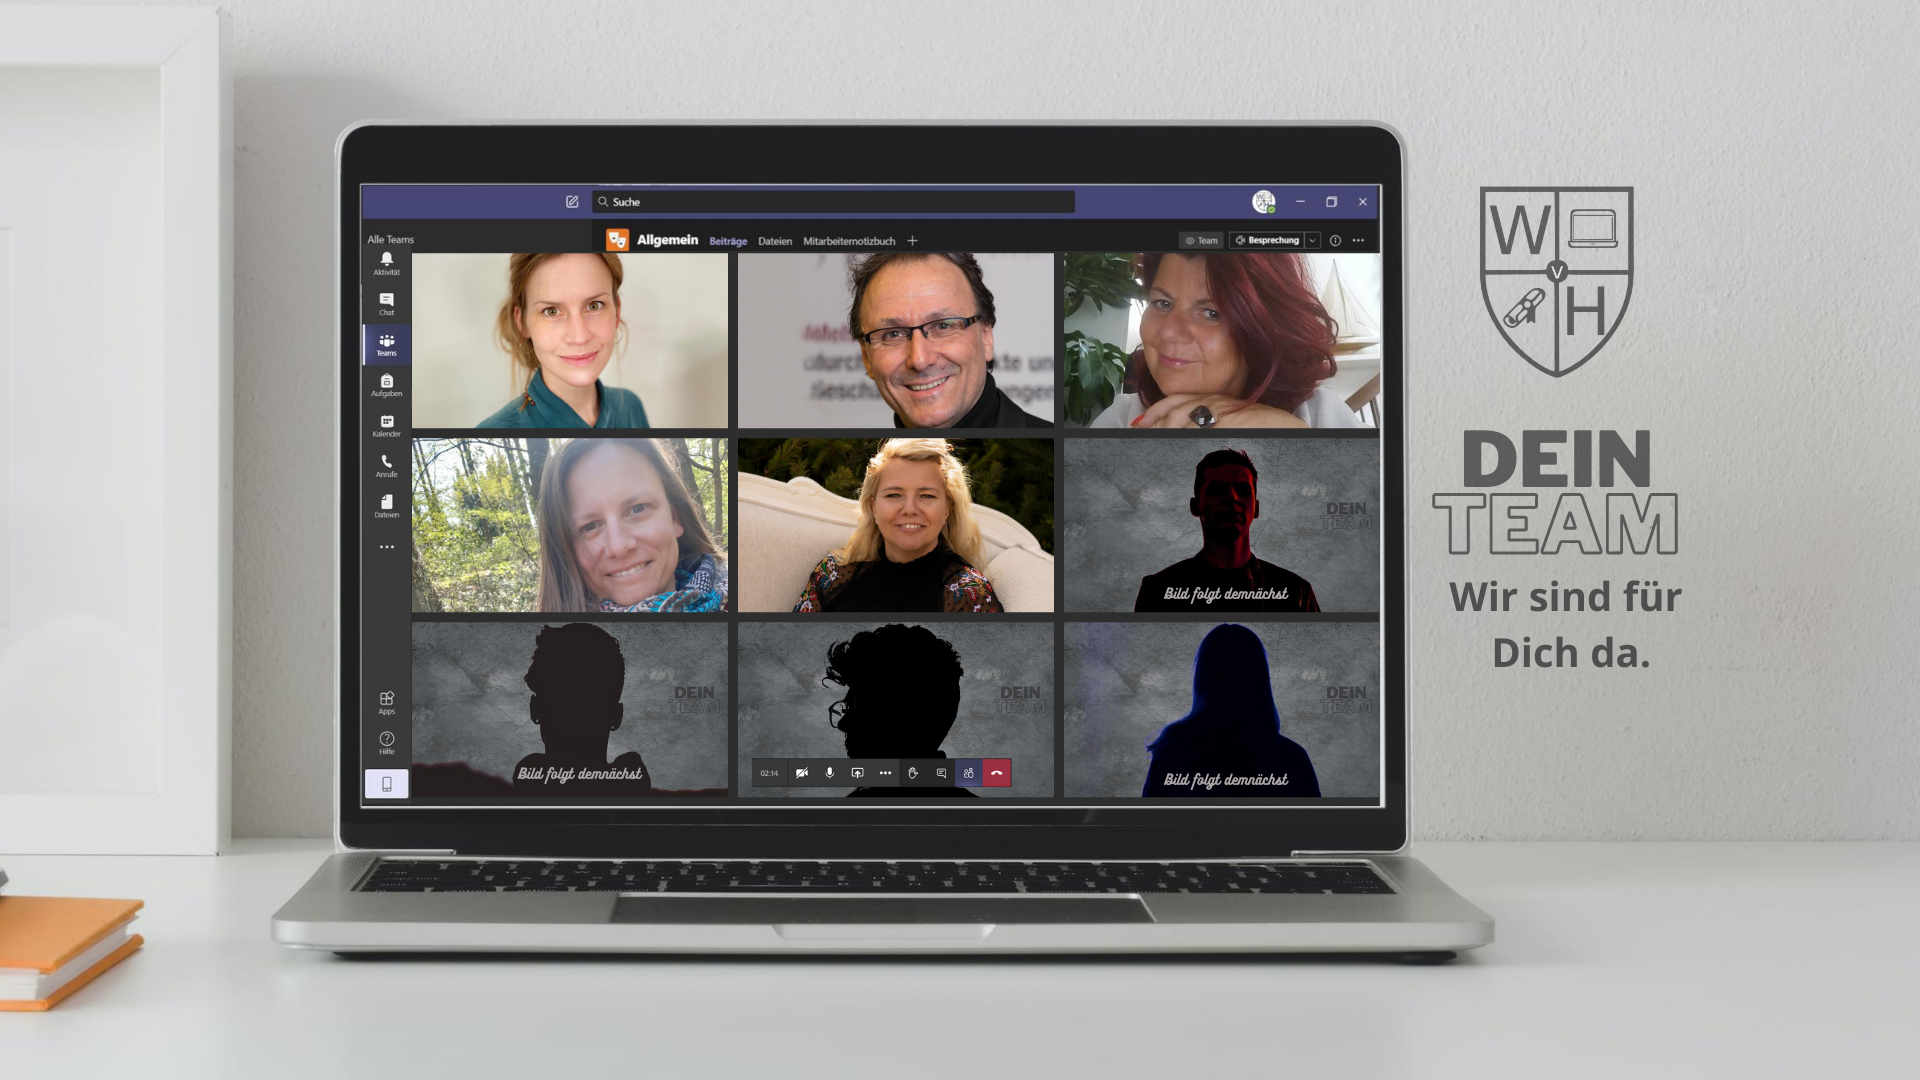 Suche
Alle Teams
Allgemein Beiträge Dateien Mitarbeiternotizbuch +
Team Besprechung
Aktivität
Chat
Teams
Aufgaben
Kalender
Anrufe
Dateien
Apps
Hilfe
DEIN
TEAM
Bild folgt demnächst
DEIN
TEAM
Bild folgt demnächst
DEIN
TEAM
02:14
DEIN
TEAM
Bild folgt demnächst
W
V
H
DEIN
TEAM
Wir sind für
Dich da.